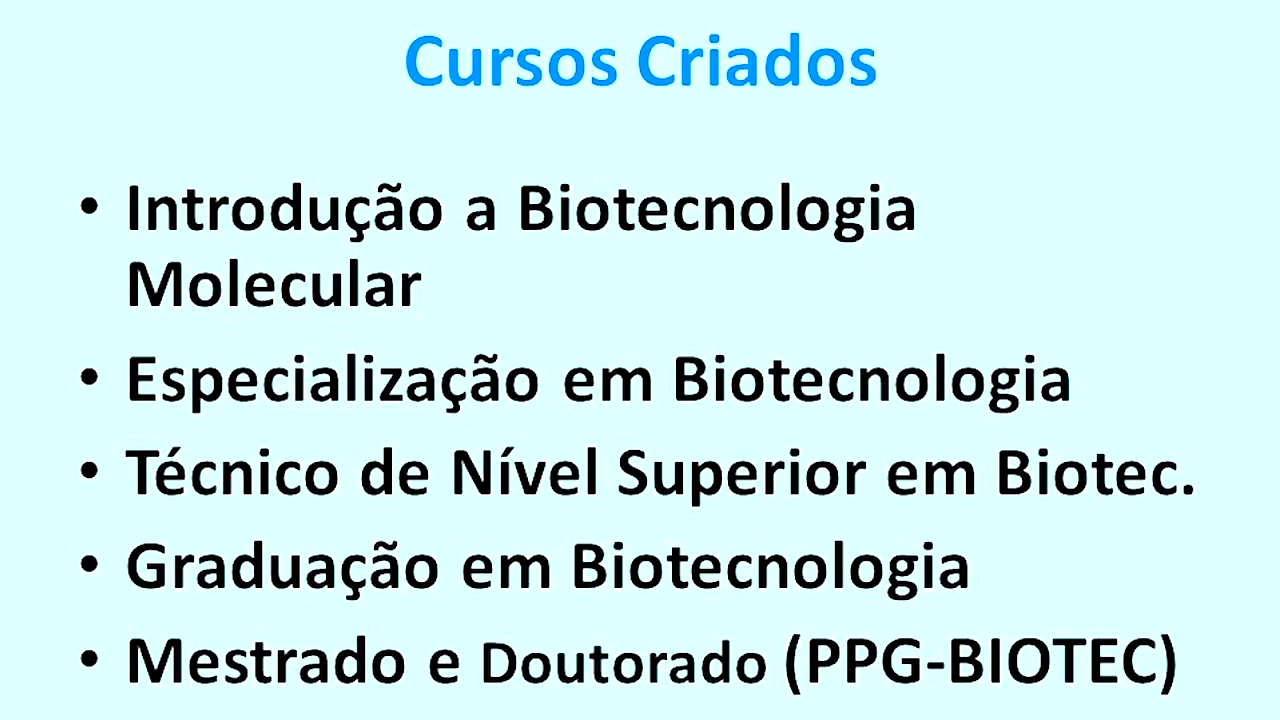 Cursos Criados
• Introdução a Biotecnologia
Molecular
• Especialização em Biotecnologia
• Técnico de Nível Superior em Biotec.
• Graduação em Biotecnologia
• Mestrado e Doutorado (PPG-BIOTEC)